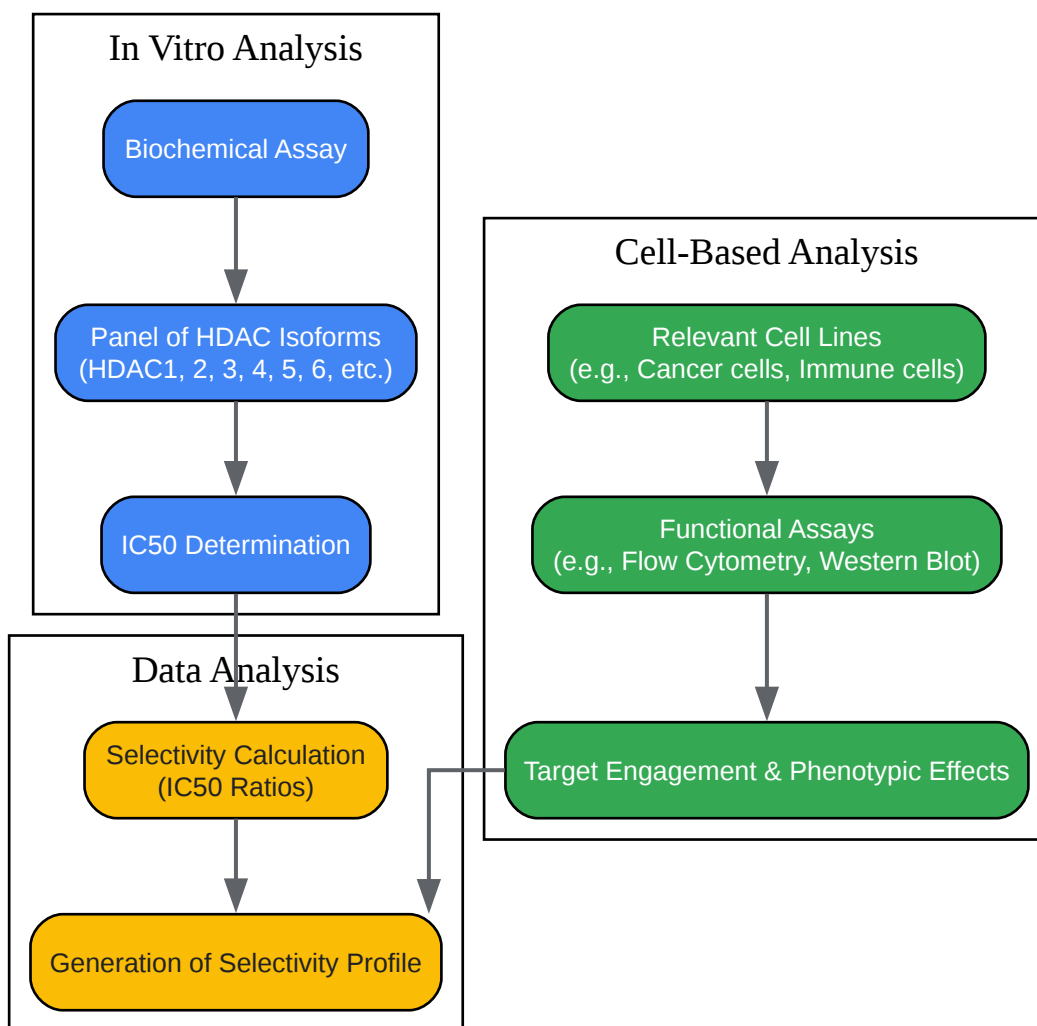 In Vitro Analysis
Biochemical Assay
Panel of HDAC Isoforms
(HDAC1, 2, 3, 4, 5, 6, etc.)
IC50 Determination
Cell-Based Analysis
Relevant Cell Lines
(e.g., Cancer cells, Immune cells)
Functional Assays
(e.g., Flow Cytometry, Western Blot)
Target Engagement & Phenotypic Effects
Data Analysis
Selectivity Calculation
(IC50 Ratios)
Generation of Selectivity Profile